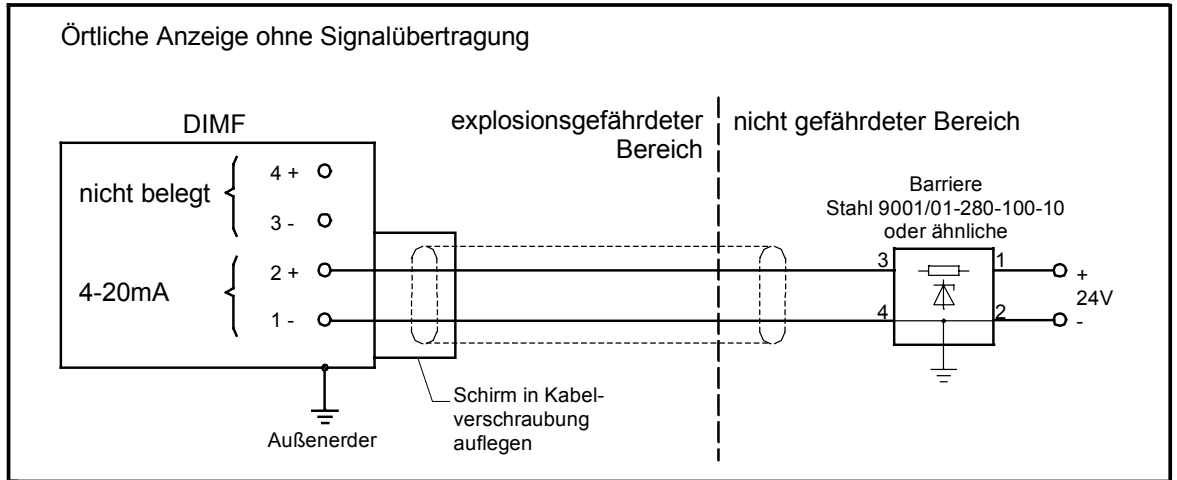 Örtliche Anzeige ohne Signalübertragung
DIMF
explosionsgefährdeter
Bereich
nicht gefährdeter Bereich
nicht belegt
4 +
3 -
4-20mA
2 +
1 -
Barriere
Stahl 9001/01-280-100-10
oder ähnliche
3
1
4
2
+
24V
-
Schirm in Kabel-
verschraubung
auflegen
Außenerder